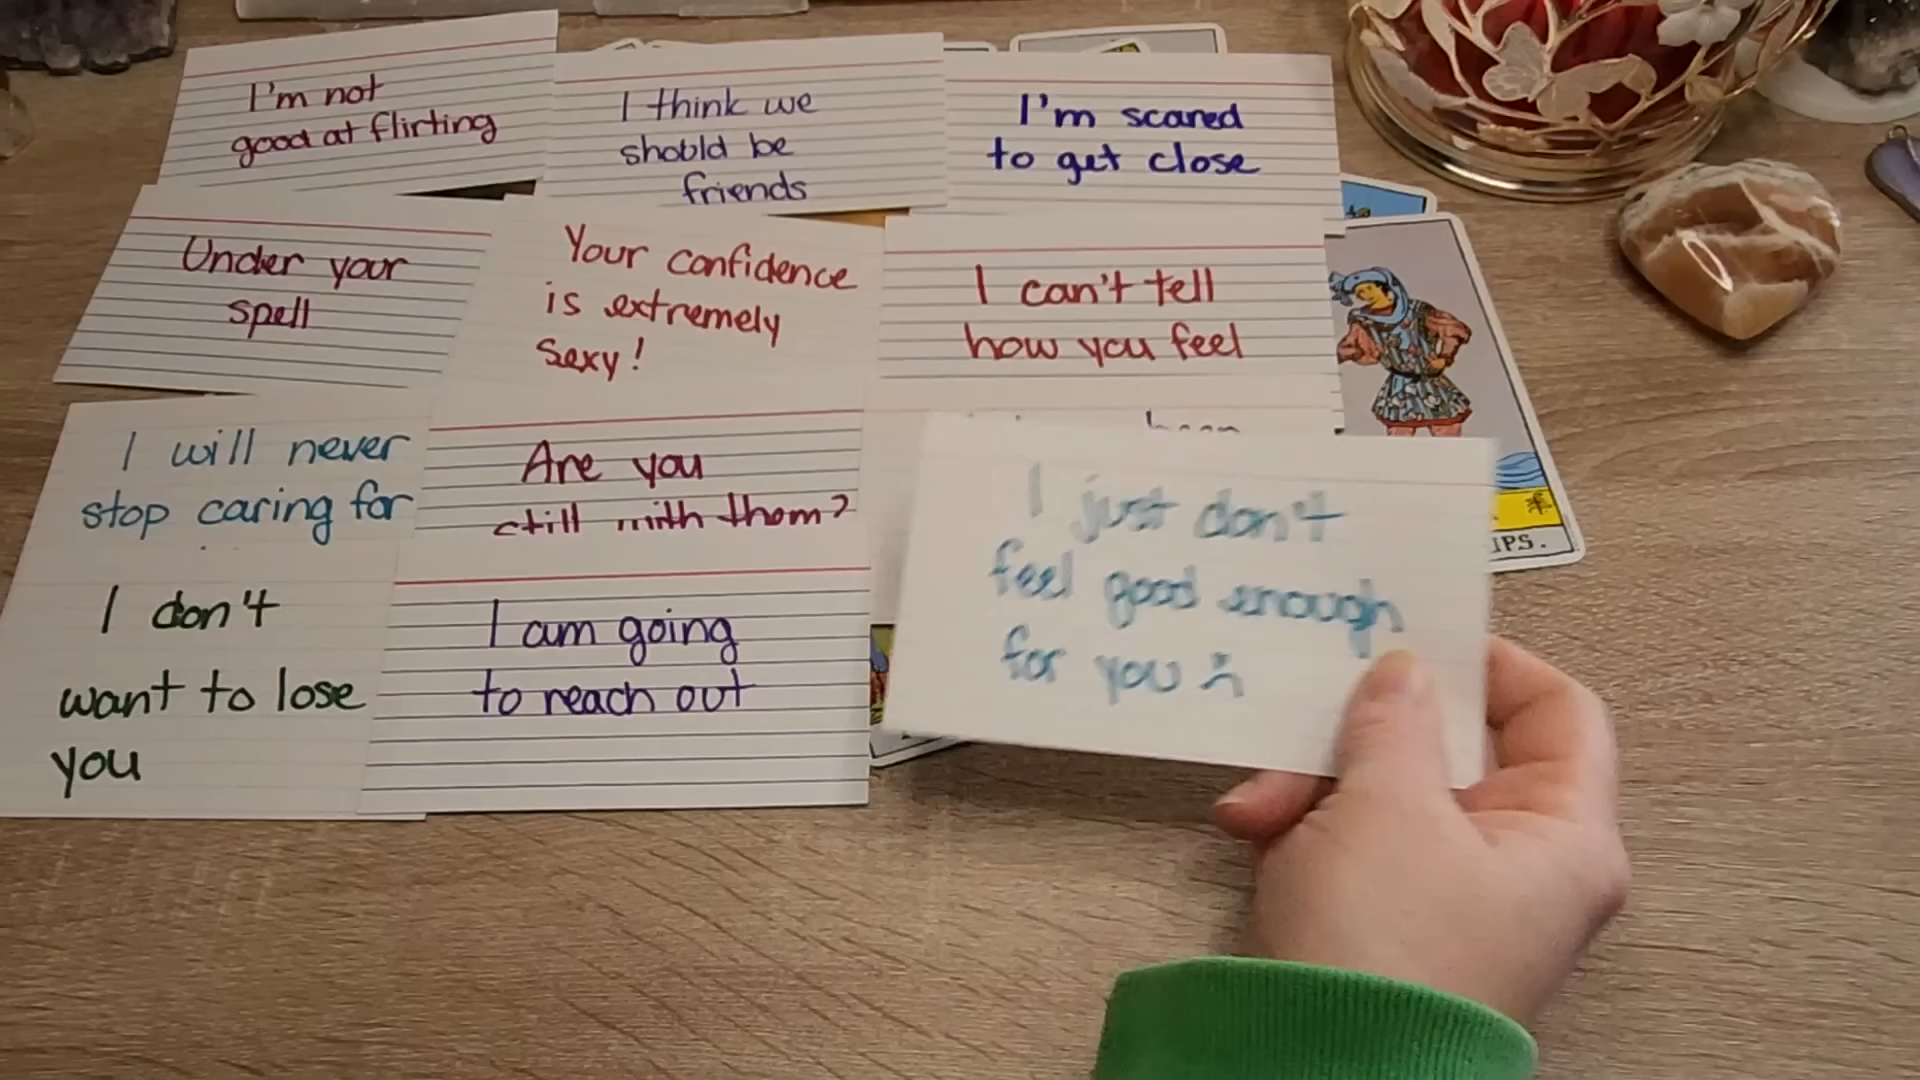 I'm not
good at flirting
I think we
should be
friends
I'm scared
to get close
Under your
spell
Your confidence
is extremely
sexy!
I can't tell
how you feel
I will never
stop caring for
Are you
still with them?
I don't
want to lose
you
I am going
to reach out
I just don't
feel good enough
for you :(